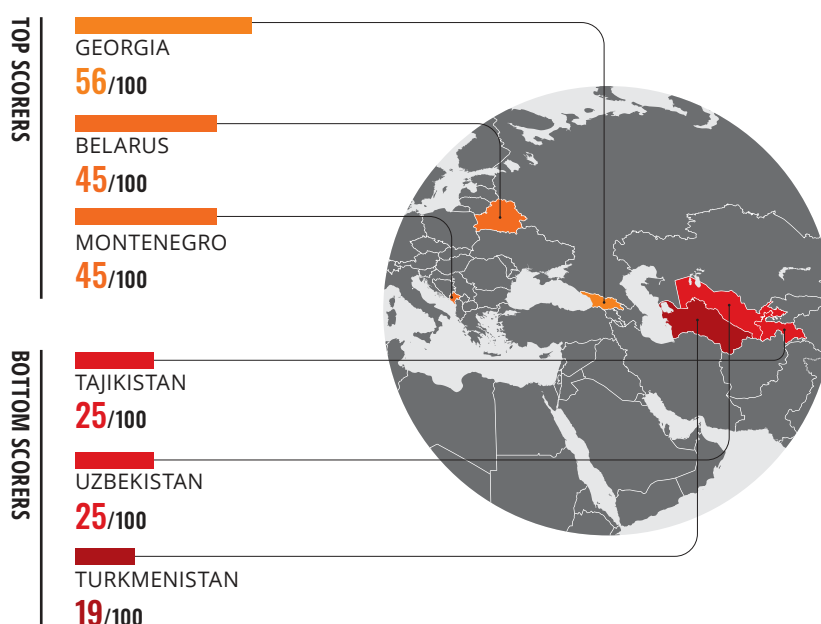 TOP SCORERS
GEORGIA
56/100
BELARUS
45/100
MONTENEGRO
45/100
BOTTOM SCORERS
TAJIKISTAN
25/100
UZBEKISTAN
25/100
TURKMENISTAN
19/100